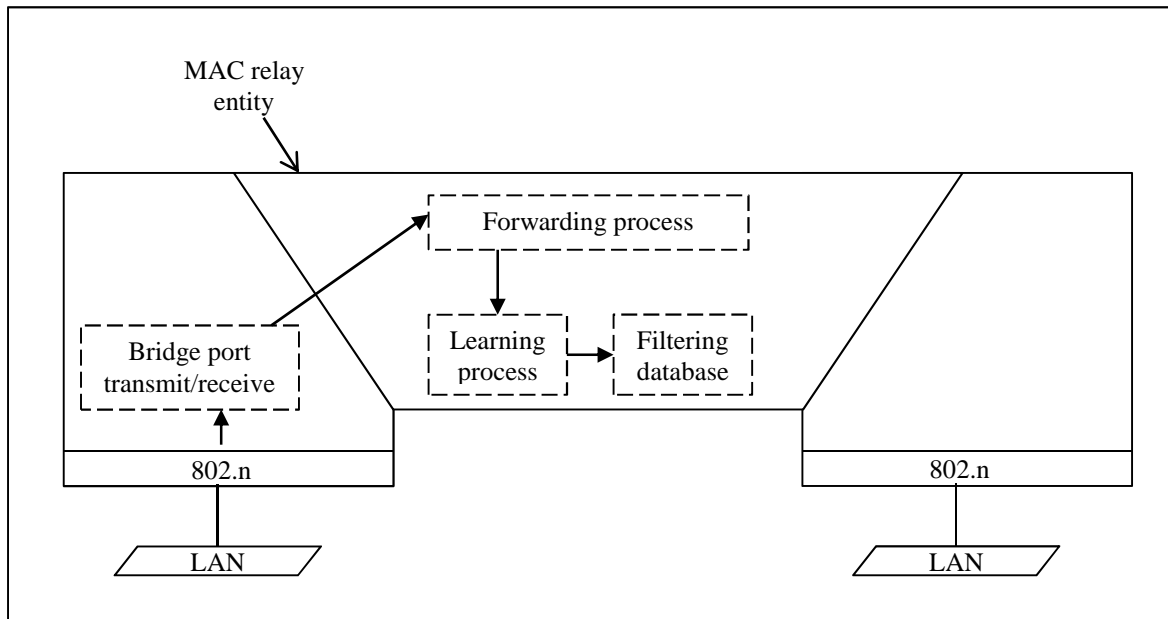 MAC relay
entity
Forwarding process
Learning
process
Filtering
database
Bridge port
transmit/receive
802.n
802.n
LAN
LAN